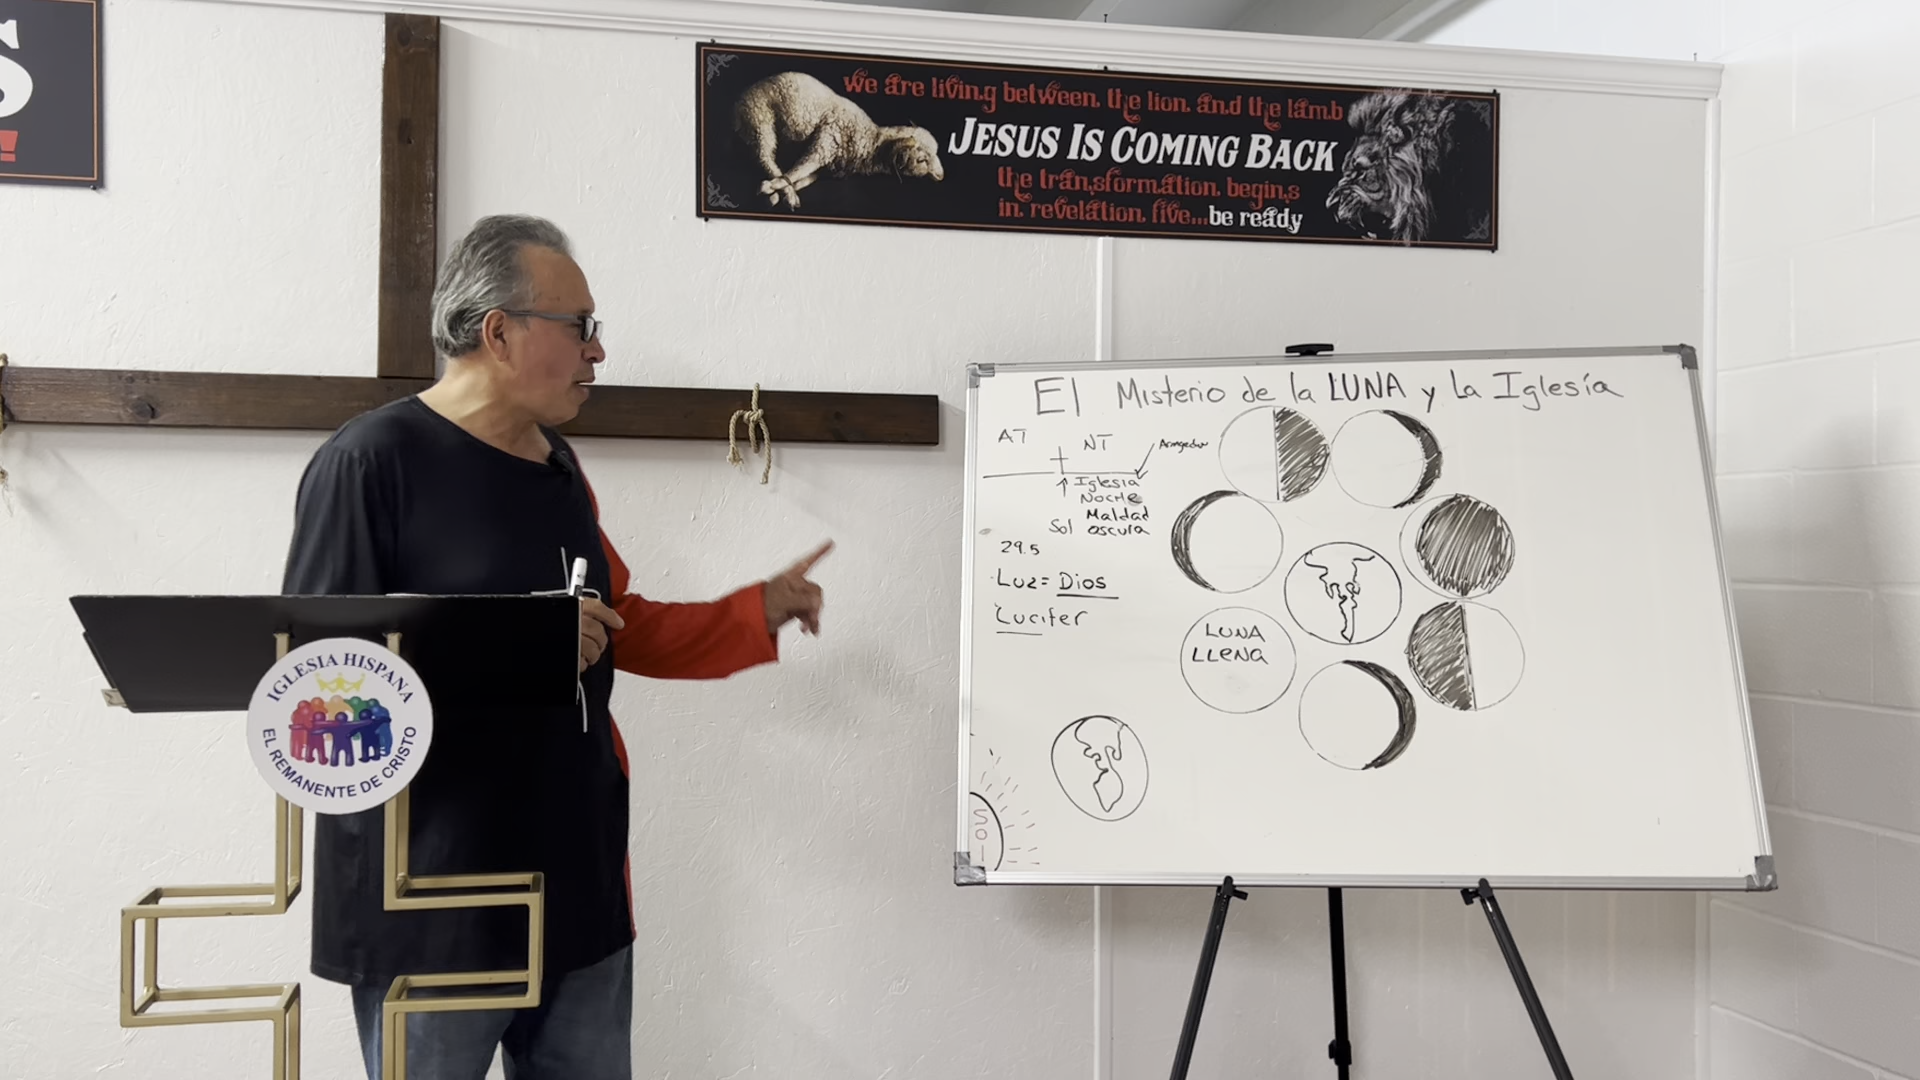 S
!
we are living between the lion and the lamb
JESUS IS COMING BACK
the transformation begins
in revelation five...be ready
El Misterio de la LUNA y La Iglesía
AT
NT
Armagedon
Iglesia
Noche
Maldad
Sol oscura
29.5
Luz = Dios
Lucifer
LUNA
LLENA
Sol
IGLESIA HISPANA
EL REMANENTE DE CRISTO